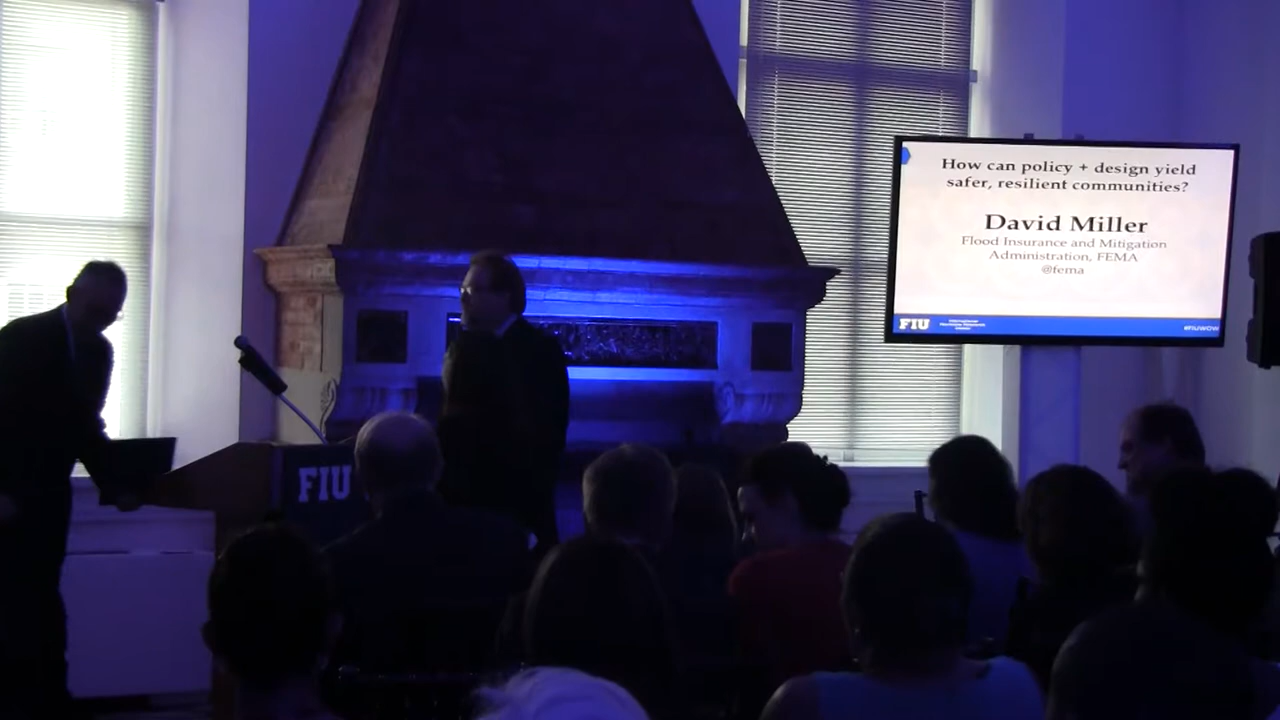 How can policy + design yield
safer, resilient communities?
David Miller
Flood Insurance and Mitigation
Administration, FEMA
@fema
FIU
#FIUWOW
FIU